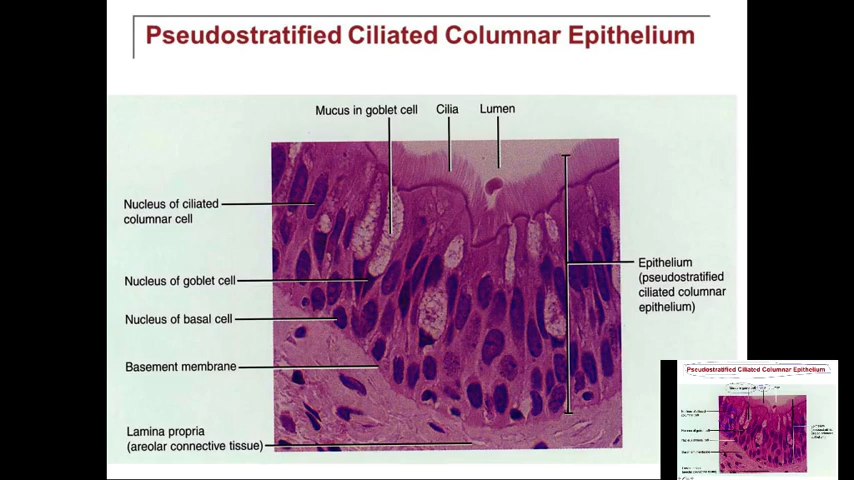 Pseudostratified Ciliated Columnar Epithelium
Mucus in goblet cell Cilia Lumen
Nucleus of ciliated
columnar cell
Nucleus of goblet cell
Nucleus of basal cell
Basement membrane
Lamina propria
(areolar connective tissue)
Epithelium
(pseudostratified
ciliated columnar
epithelium)
Pseudostratified Ciliated Columnar Epithelium